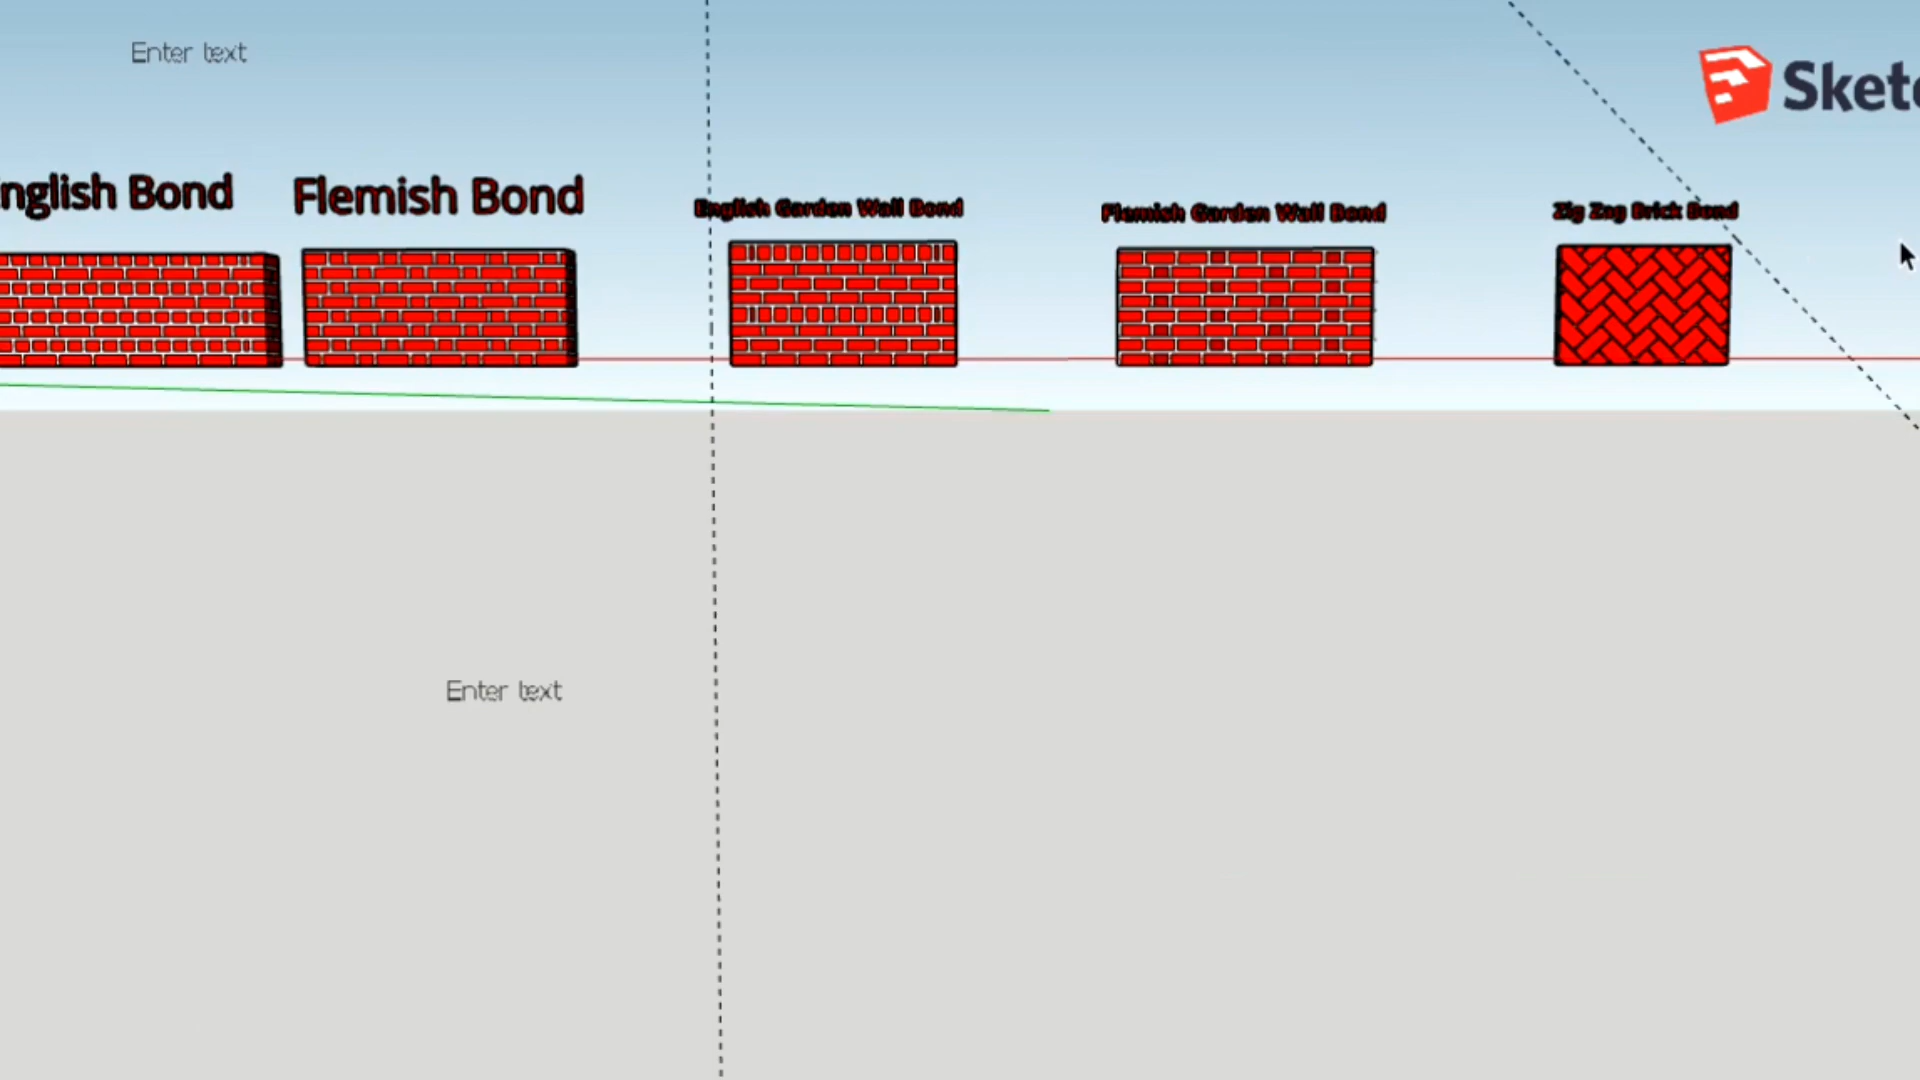 Enter text
Sketc
nglish Bond
Flemish Bond
English Garden Wall Bond
Flemish Garden Wall Bond
Zig Zag Brick Bond
Enter text